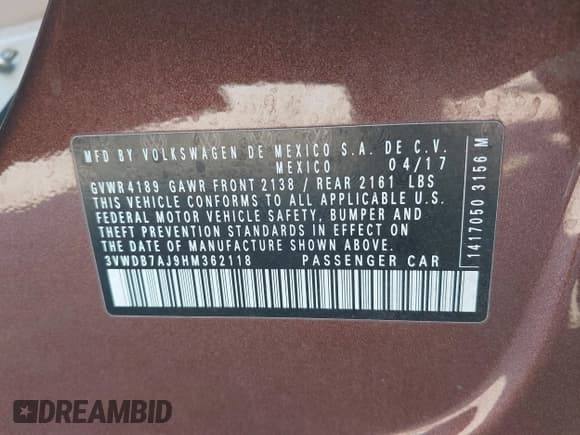 MFD BY VOLKSWAGEN DE MEXICO S.A. DE C.V.
MEXICO 04/17
GVWR 4189 GAWR FRONT 2138 / REAR 2161 LBS
THIS VEHICLE CONFORMS TO ALL APPLICABLE U.S.
FEDERAL MOTOR VEHICLE SAFETY, BUMPER AND
THEFT PREVENTION STANDARDS IN EFFECT ON
THE DATE OF MANUFACTURE SHOWN ABOVE.
3VWDB7AJ9HM362118 PASSENGER CAR
1417050 3156 M
DREAMBID